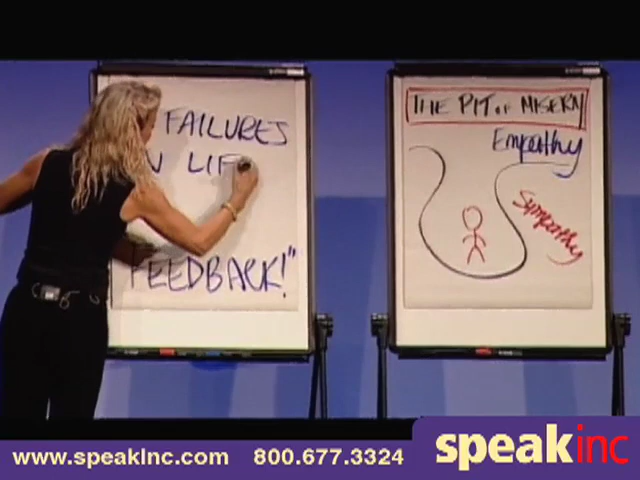 FAILURES
N LIF
FEEDBACK!"
THE PIT OF MISERY
Empathy
Sympathy
www.speakInc.com 800.677.3324
speakinc